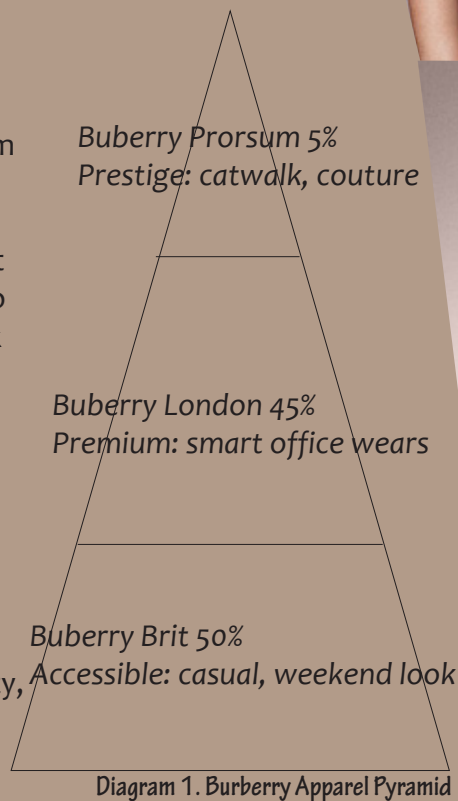 Buberry Prorsum 5%
Prestige: catwalk, couture
Buberry London 45%
Premium: smart office wears
Buberry Brit 50%
Accessible: casual, weekend look
Diagram 1. Burberry Apparel Pyramid